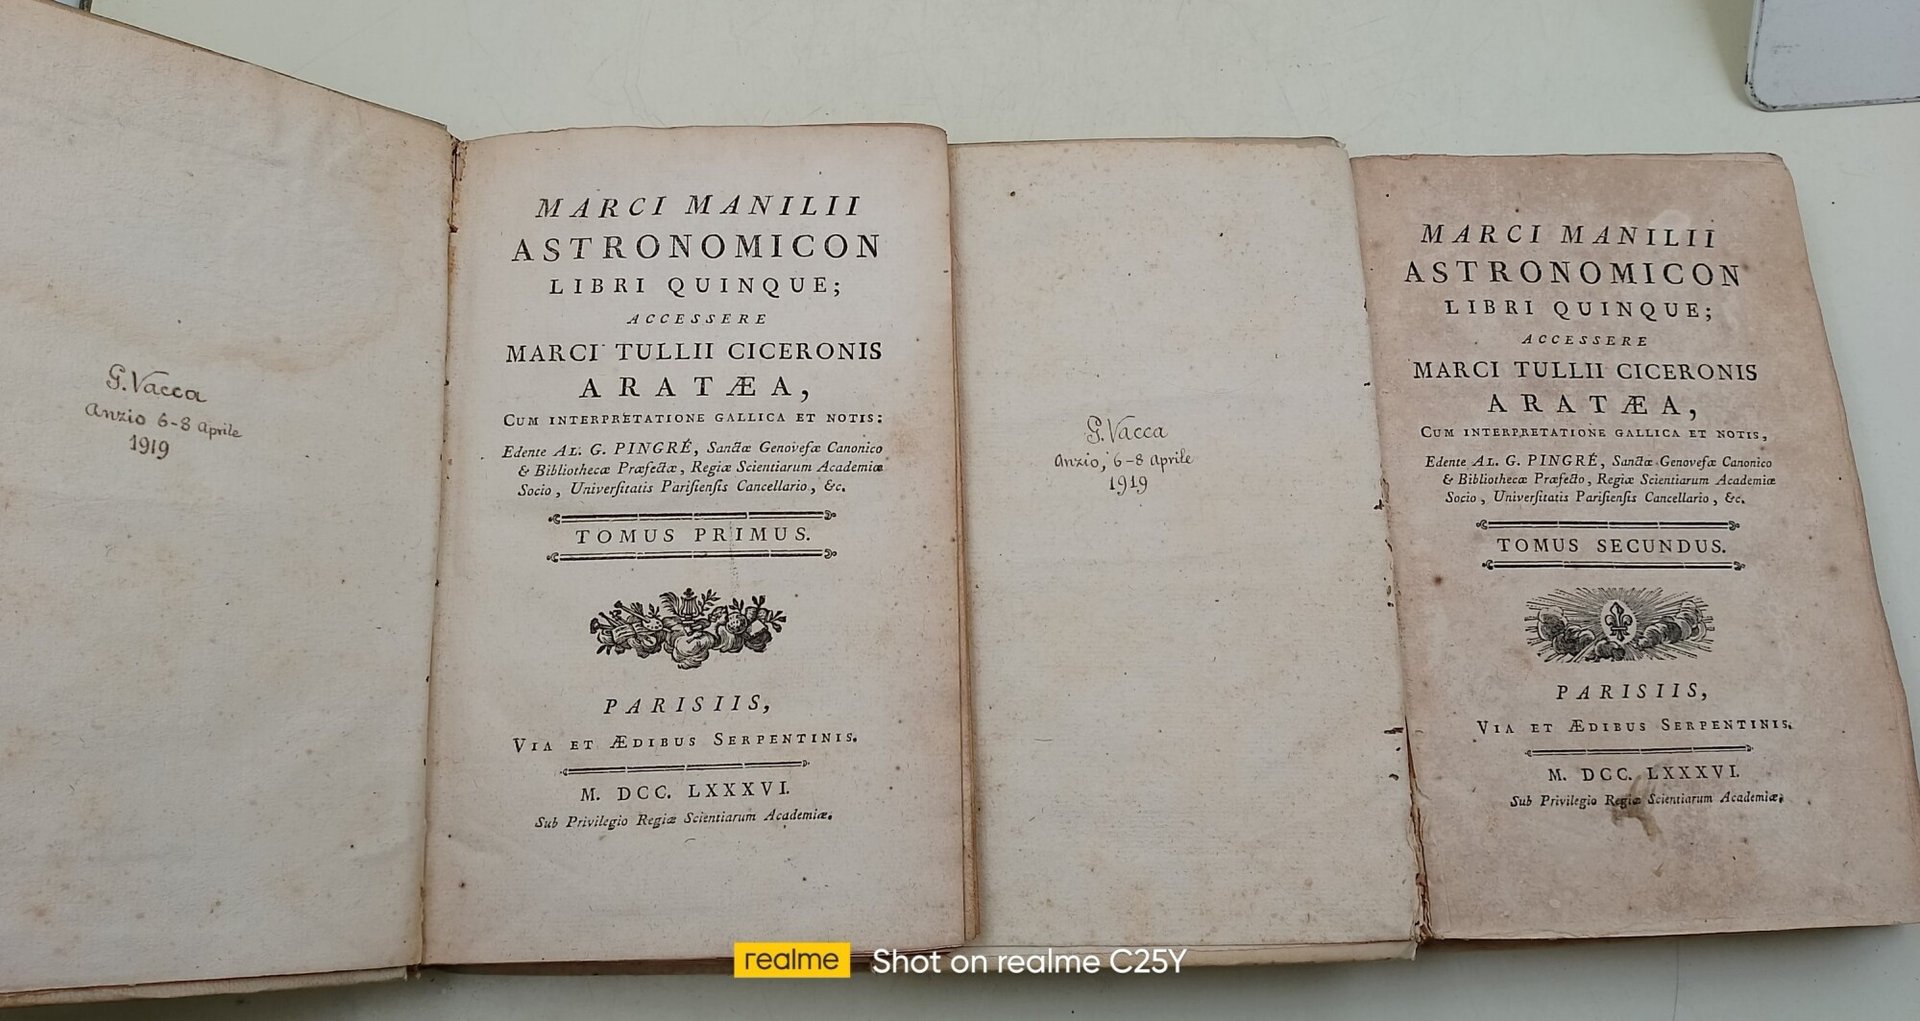 G. Vacca
Anzio 6-8 Aprile
1919
MARCI MANILII
ASTRONOMICON
LIBRI QUINQUE;
ACCESSERE
MARCI TULLII CICERONIS
ARATÆA,
CUM INTERPRETATIONE GALLICA ET NOTIS:
Edente AL. G. PINGRÉ, Sanctæ Genovefæ Canonico
& Bibliothecæ Præfectæ, Regiæ Scientiarum Academiæ
Socio, Univerſitatis Pariſienſis Cancellario, &c.
TOMUS PRIMUS.
PARISIIS,
VIA ET ÆDIBUS SERPENTINIS.
M. DCC. LXXXVI.
Sub Privilegio Regiæ Scientiarum Academiæ.
G. Vacca
Anzio, 6-8 Aprile
1919
MARCI MANILII
ASTRONOMICON
LIBRI QUINQUE;
ACCESSERE
MARCI TULLII CICERONIS
ARATÆA,
CUM INTERPRETATIONE GALLICA ET NOTIS,
Edente AL. G. PINGRÉ, Sanctæ Genovefæ Canonico
& Bibliothecæ Præfecto, Regiæ Scientiarum Academiæ
Socio, Univerſitatis Pariſienſis Cancellario, &c.
TOMUS SECUNDUS.
PARISIIS,
VIA ET ÆDIBUS SERPENTINIS.
M. DCC. LXXXVI.
Sub Privilegio Regiæ Scientiarum Academiæ.
realme Shot on realme C25Y